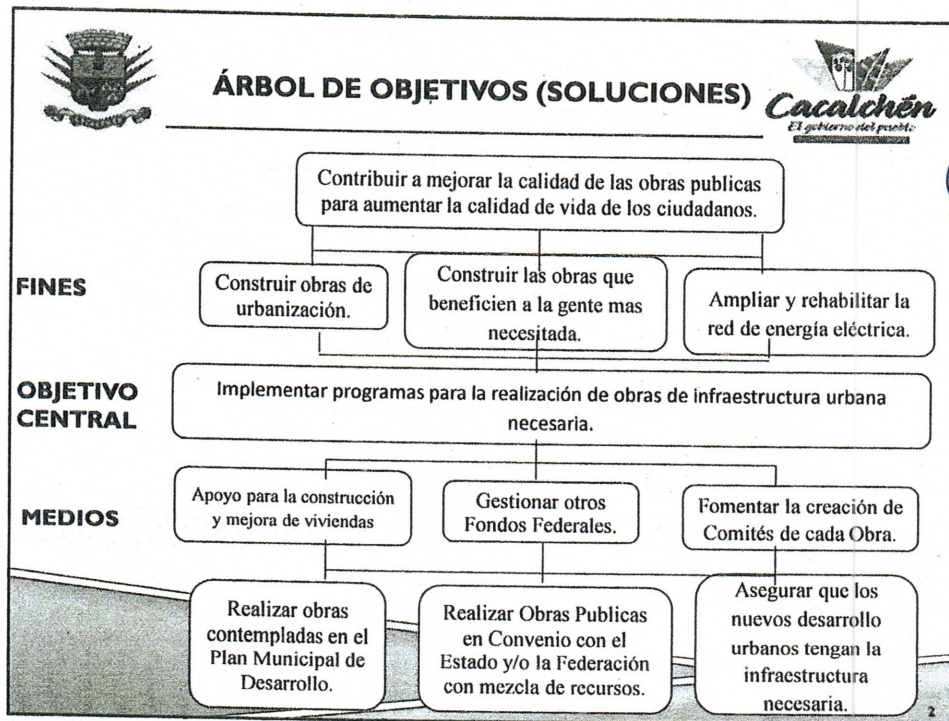 ÁRBOL DE OBJETIVOS (SOLUCIONES)
Cacalchén
El gobierno del pueblo
Contribuir a mejorar la calidad de las obras publicas
para aumentar la calidad de vida de los ciudadanos.
FINES
Construir obras de
urbanización.
Construir las obras que
beneficien a la gente mas
necesitada.
Ampliar y rehabilitar la
red de energía eléctrica.
OBJETIVO
CENTRAL
Implementar programas para la realización de obras de infraestructura urbana
necesaria.
MEDIOS
Apoyo para la construcción
y mejora de viviendas
Gestionar otros
Fondos Federales.
Fomentar la creación de
Comités de cada Obra.
Realizar obras
contempladas en el
Plan Municipal de
Desarrollo.
Realizar Obras Publicas
en Convenio con el
Estado y/o la Federación
con mezcla de recursos.
Asegurar que los
nuevos desarrollo
urbanos tengan la
infraestructura
necesaria.
2